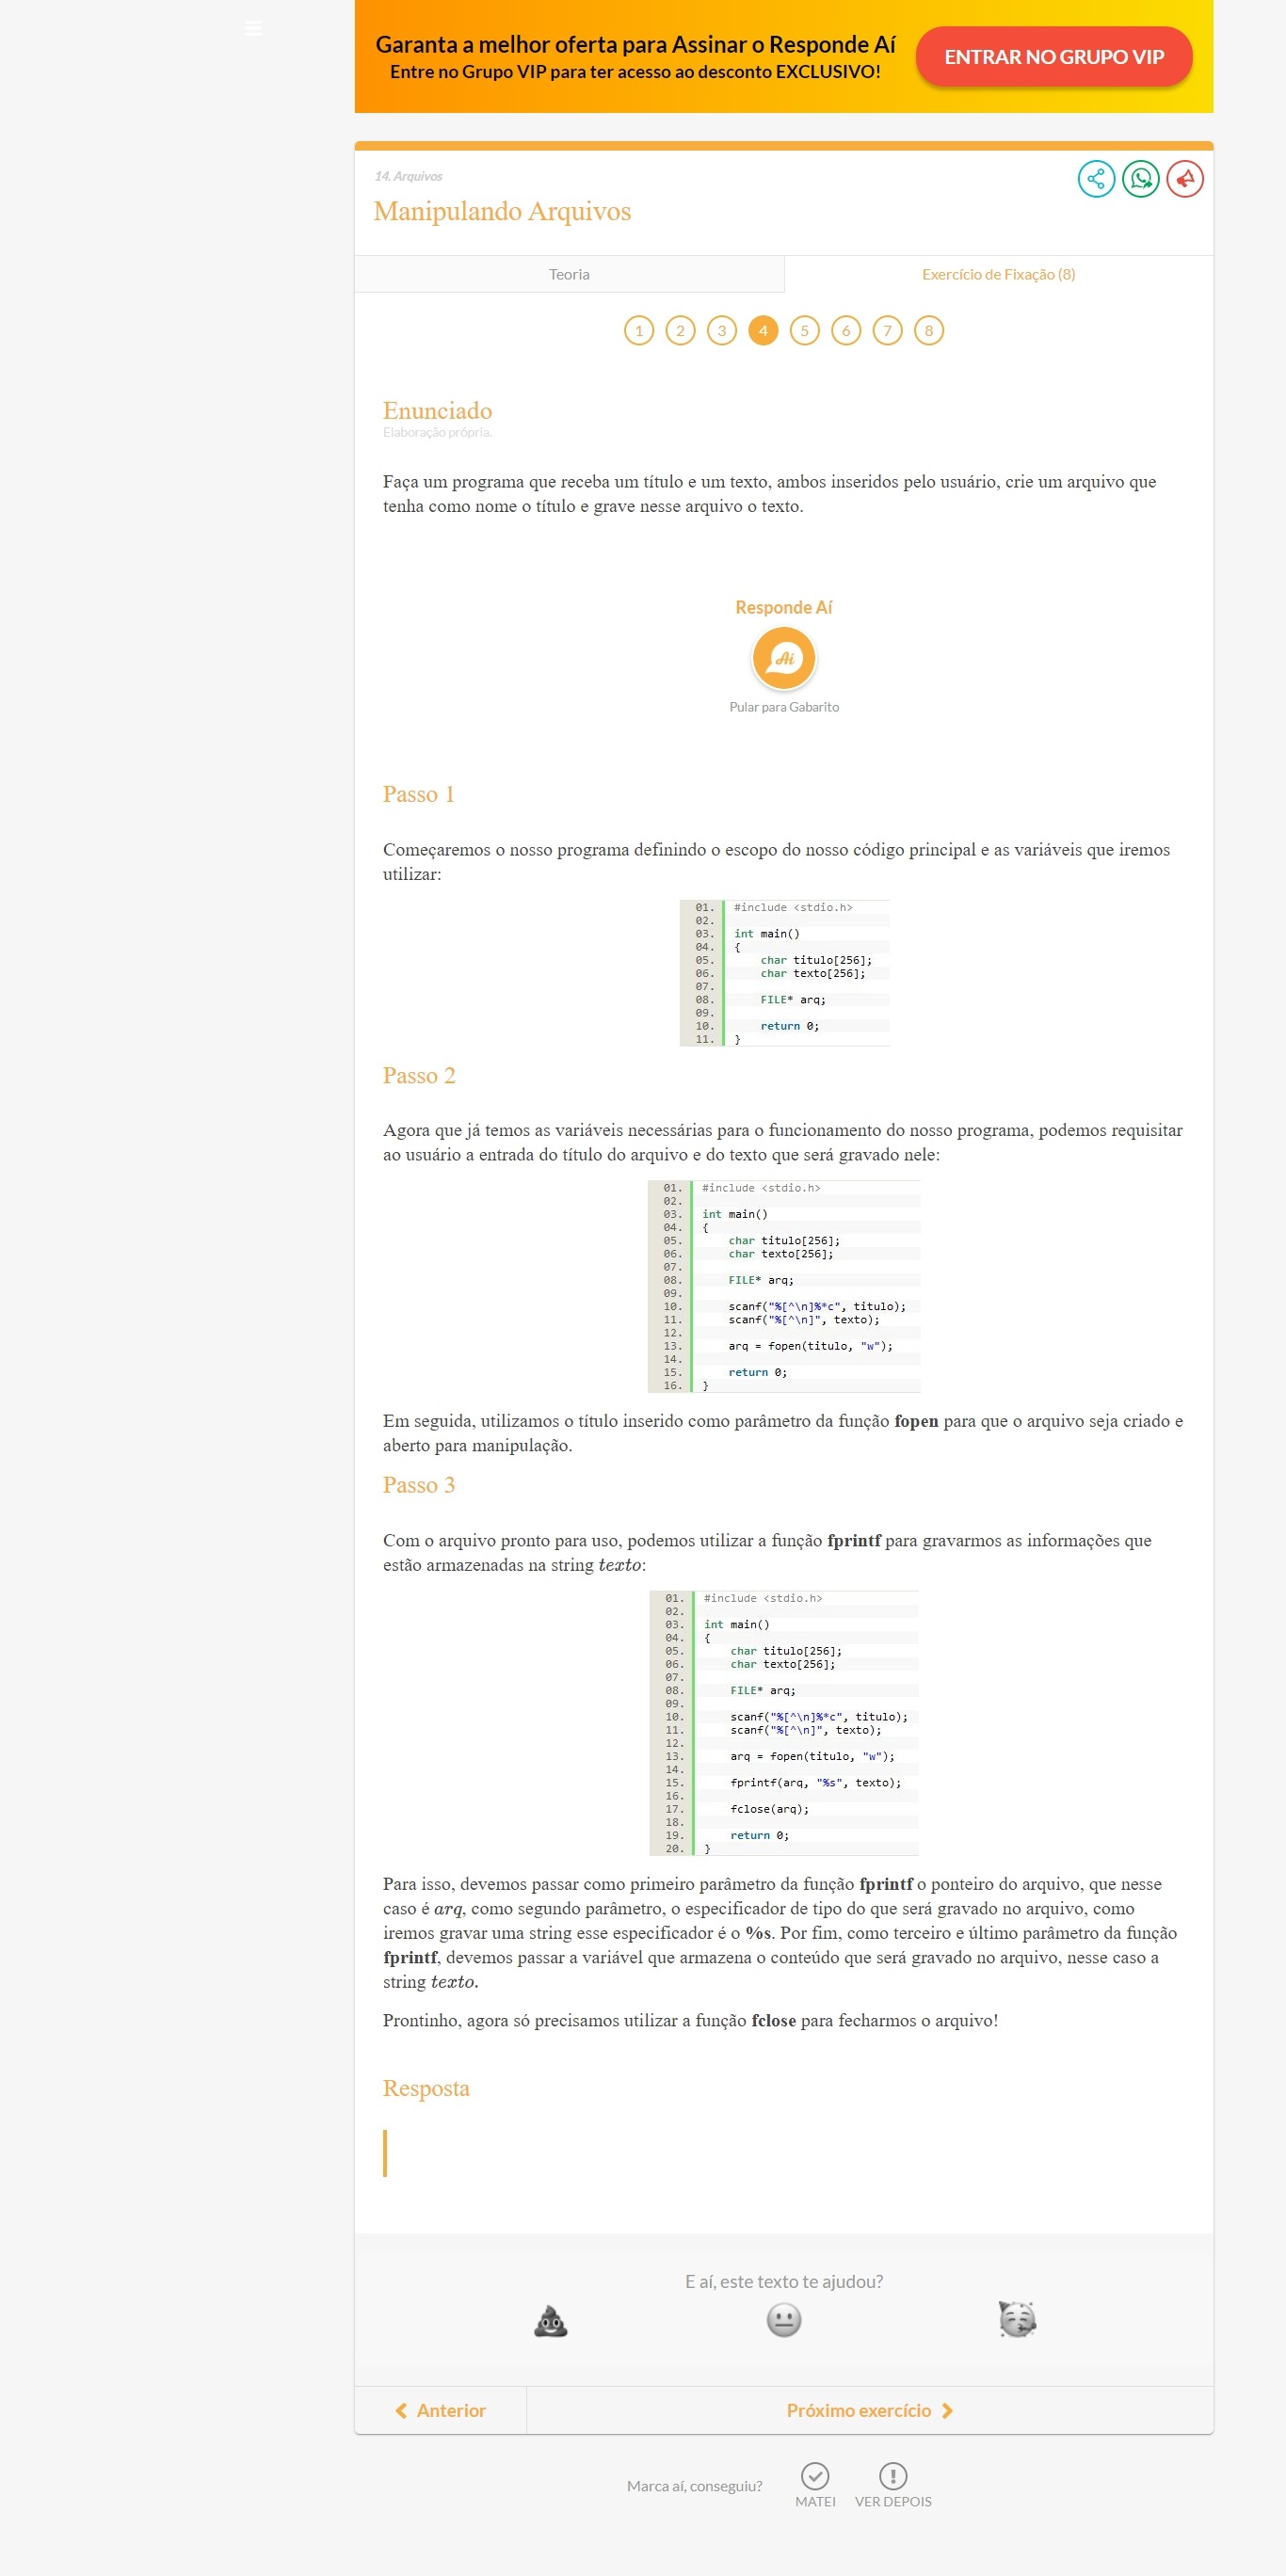 Garanta a melhor oferta para Assinar o Responde Aí
Entre no Grupo VIP para ter acesso ao desconto EXCLUSIVO!
ENTRAR NO GRUPO VIP
14. Arquivos
Manipulando Arquivos
Teoria
Exercício de Fixação (8)
1 2 3 4 5 6 7 8
Enunciado
Elaboração própria.
Faça um programa que receba um título e um texto, ambos inseridos pelo usuário, crie um arquivo que
tenha como nome o título e grave nesse arquivo o texto.
Responde Aí
Ai
Pular para Gabarito
Passo 1
Começaremos o nosso programa definindo o escopo do nosso código principal e as variáveis que iremos
utilizar:
01. #include <stdio.h>
02.
03. int main()
04. {
05. char titulo[256];
06. char texto[256];
07.
08. FILE* arq;
09.
10. return 0;
11. }
Passo 2
Agora que já temos as variáveis necessárias para o funcionamento do nosso programa, podemos requisitar
ao usuário a entrada do título do arquivo e do texto que será gravado nele:
01. #include <stdio.h>
02.
03. int main()
04. {
05. char titulo[256];
06. char texto[256];
07.
08. FILE* arq;
09.
10. scanf("%[^\n]%*c", titulo);
11. scanf("%[^\n]", texto);
12.
13. arq = fopen(titulo, "w");
14.
15. return 0;
16. }
Em seguida, utilizamos o título inserido como parâmetro da função fopen para que o arquivo seja criado e
aberto para manipulação.
Passo 3
Com o arquivo pronto para uso, podemos utilizar a função fprintf para gravarmos as informações que
estão armazenadas na string texto:
01. #include <stdio.h>
02.
03. int main()
04. {
05. char titulo[256];
06. char texto[256];
07.
08. FILE* arq;
09.
10. scanf("%[^\n]%*c", titulo);
11. scanf("%[^\n]", texto);
12.
13. arq = fopen(titulo, "w");
14.
15. fprintf(arq, "%s", texto);
16.
17. fclose(arq);
18.
19. return 0;
20. }
Para isso, devemos passar como primeiro parâmetro da função fprintf o ponteiro do arquivo, que nesse
caso é arq, como segundo parâmetro, o especificador de tipo do que será gravado no arquivo, como
iremos gravar uma string esse especificador é o %s. Por fim, como terceiro e último parâmetro da função
fprintf, devemos passar a variável que armazena o conteúdo que será gravado no arquivo, nesse caso a
string texto.
Prontinho, agora só precisamos utilizar a função fclose para fecharmos o arquivo!
Resposta
E aí, este texto te ajudou?
Anterior
Próximo exercício
Marca aí, conseguiu?
MATEI
VER DEPOIS